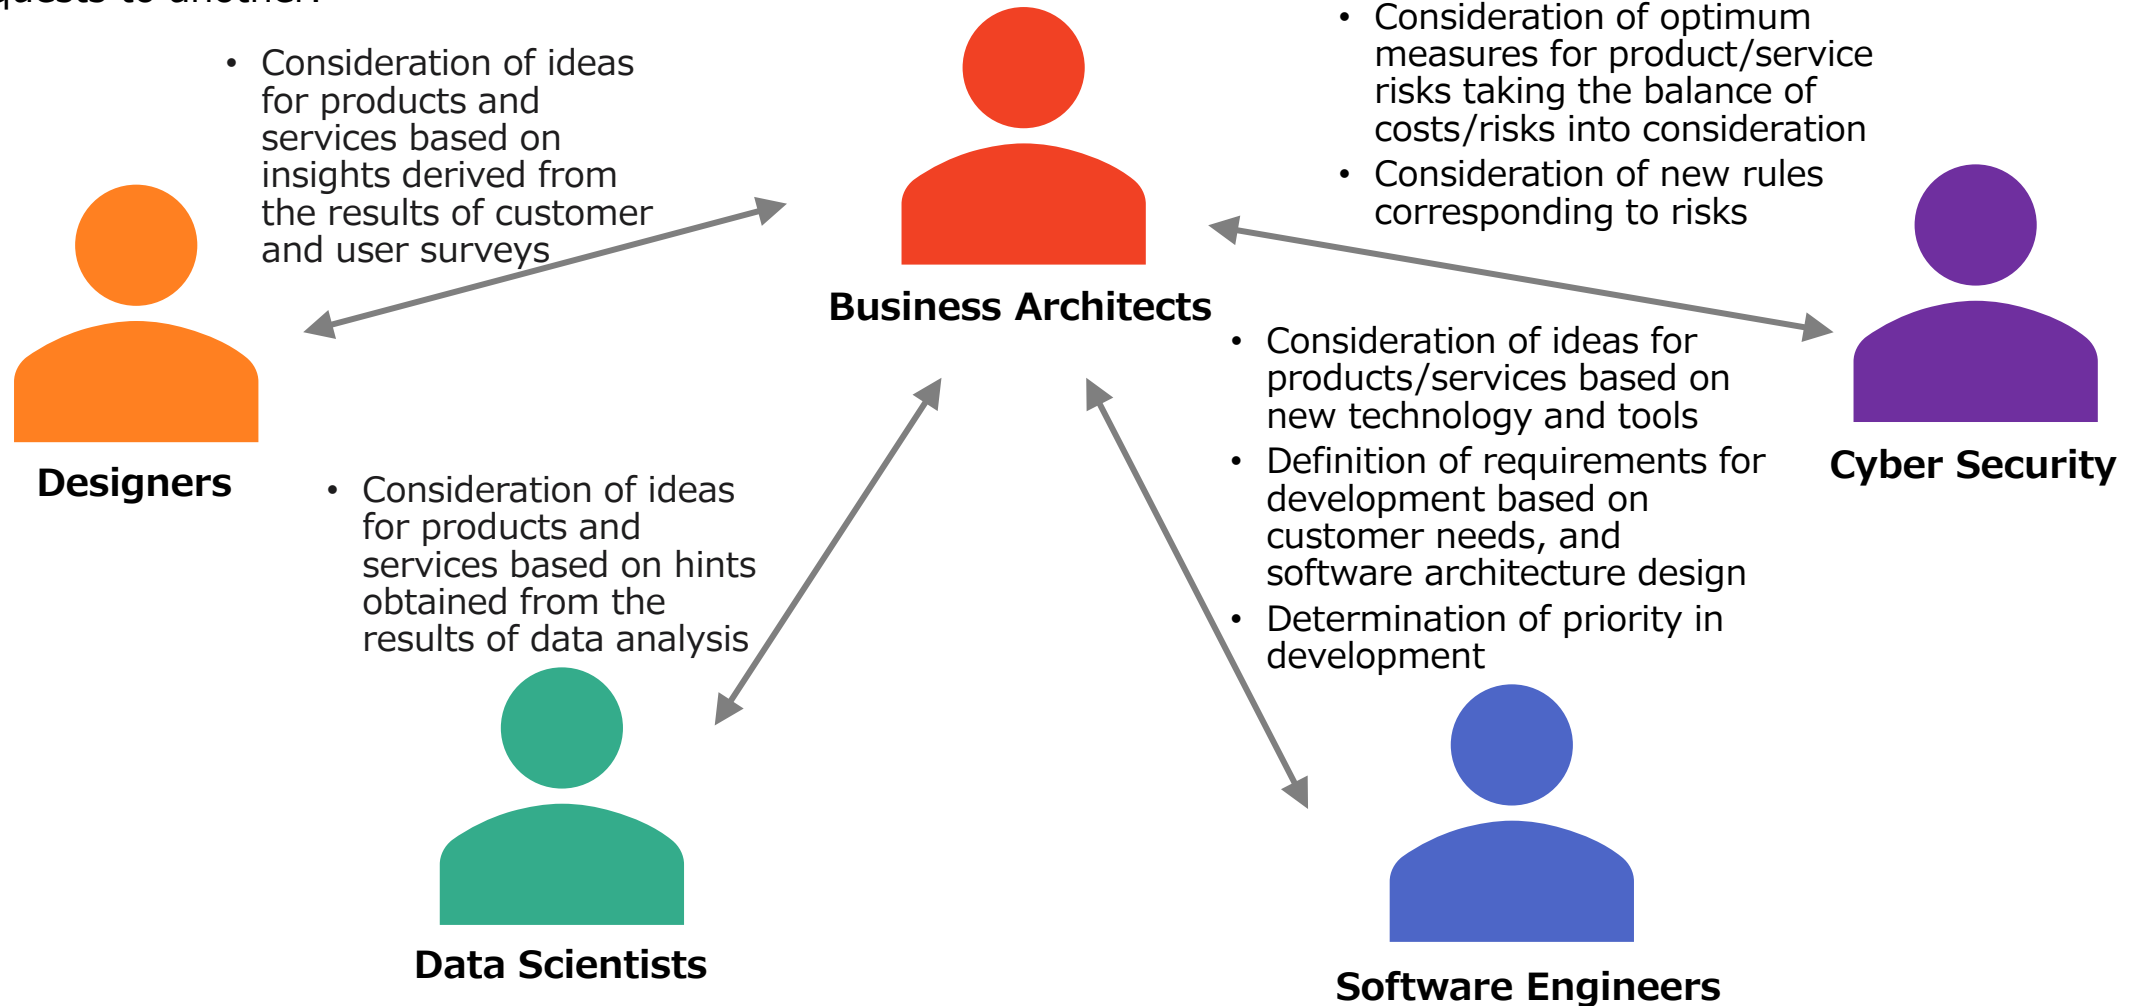 to another.
• Consideration of ideas
for products and
services based on
insights derived from
the results of customer
and user surveys
• Consideration of optimum
measures for product/service
risks taking the balance of
costs/risks into consideration
• Consideration of new rules
corresponding to risks
Business Architects
• Consideration of ideas for
products/services based on
new technology and tools
• Definition of requirements for
development based on
customer needs, and
software architecture design
• Determination of priority in
development
Cyber Security
Designers
• Consideration of ideas
for products and
services based on hints
obtained from the
results of data analysis
Data Scientists
Software Engineers